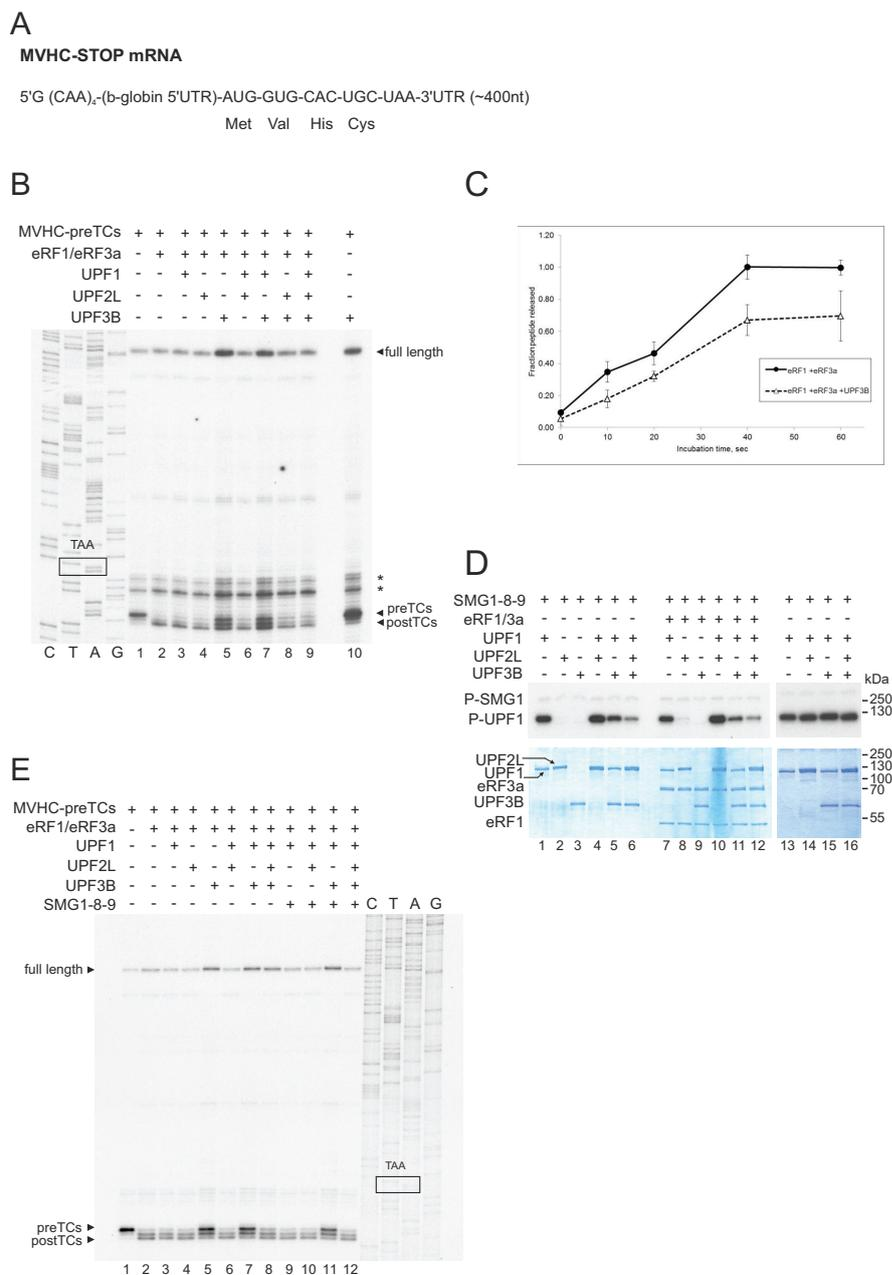 A
MVHC-STOP mRNA
5'G (CAA)₄-(b-globin 5'UTR)-AUG-GUG-CAC-UGC-UAA-3'UTR (~400nt)
Met Val His Cys
B
MVHC-preTCs + + + + + + + + + +
eRF1/eRF3a - + + + + + + + + -
UPF1 - - + - - + + - + -
UPF2L - - - + - + - + + -
UPF3B - - - - + - + + + +
full length
TAA
*
*
preTCs
postTCs
C T A G 1 2 3 4 5 6 7 8 9 10
C
Fraction peptide released
1.20
1.00
0.80
0.60
0.40
0.20
0.00
0 10 20 30 40 50 60
Incubation time, sec
eRF1 +eRF3a
eRF1 +eRF3a +UPF3B
D
SMG1-8-9 + + + + + + + + + + + + + + + +
eRF1/3a - - - - - - + + + + + + - - - -
UPF1 + - - + + + + - - + + + + + + +
UPF2L - + - + - + - + - + - + - + - +
UPF3B - - + - + + - - + - + + - - + +
kDa
P-SMG1
P-UPF1
250
130
UPF2L
UPF1
eRF3a
UPF3B
eRF1
250
130
70
55
1 2 3 4 5 6 7 8 9 10 11 12 13 14 15 16
E
MVHC-preTCs + + + + + + + + + + + +
eRF1/eRF3a - + + + + + + + + + + +
UPF1 - - + - - + + + + + + +
UPF2L - - - + - + - + - + - +
UPF3B - - - - + - + + - - + +
SMG1-8-9 - - - - - - - - + + + +
C T A G
full length
TAA
preTCs
postTCs
1 2 3 4 5 6 7 8 9 10 11 12